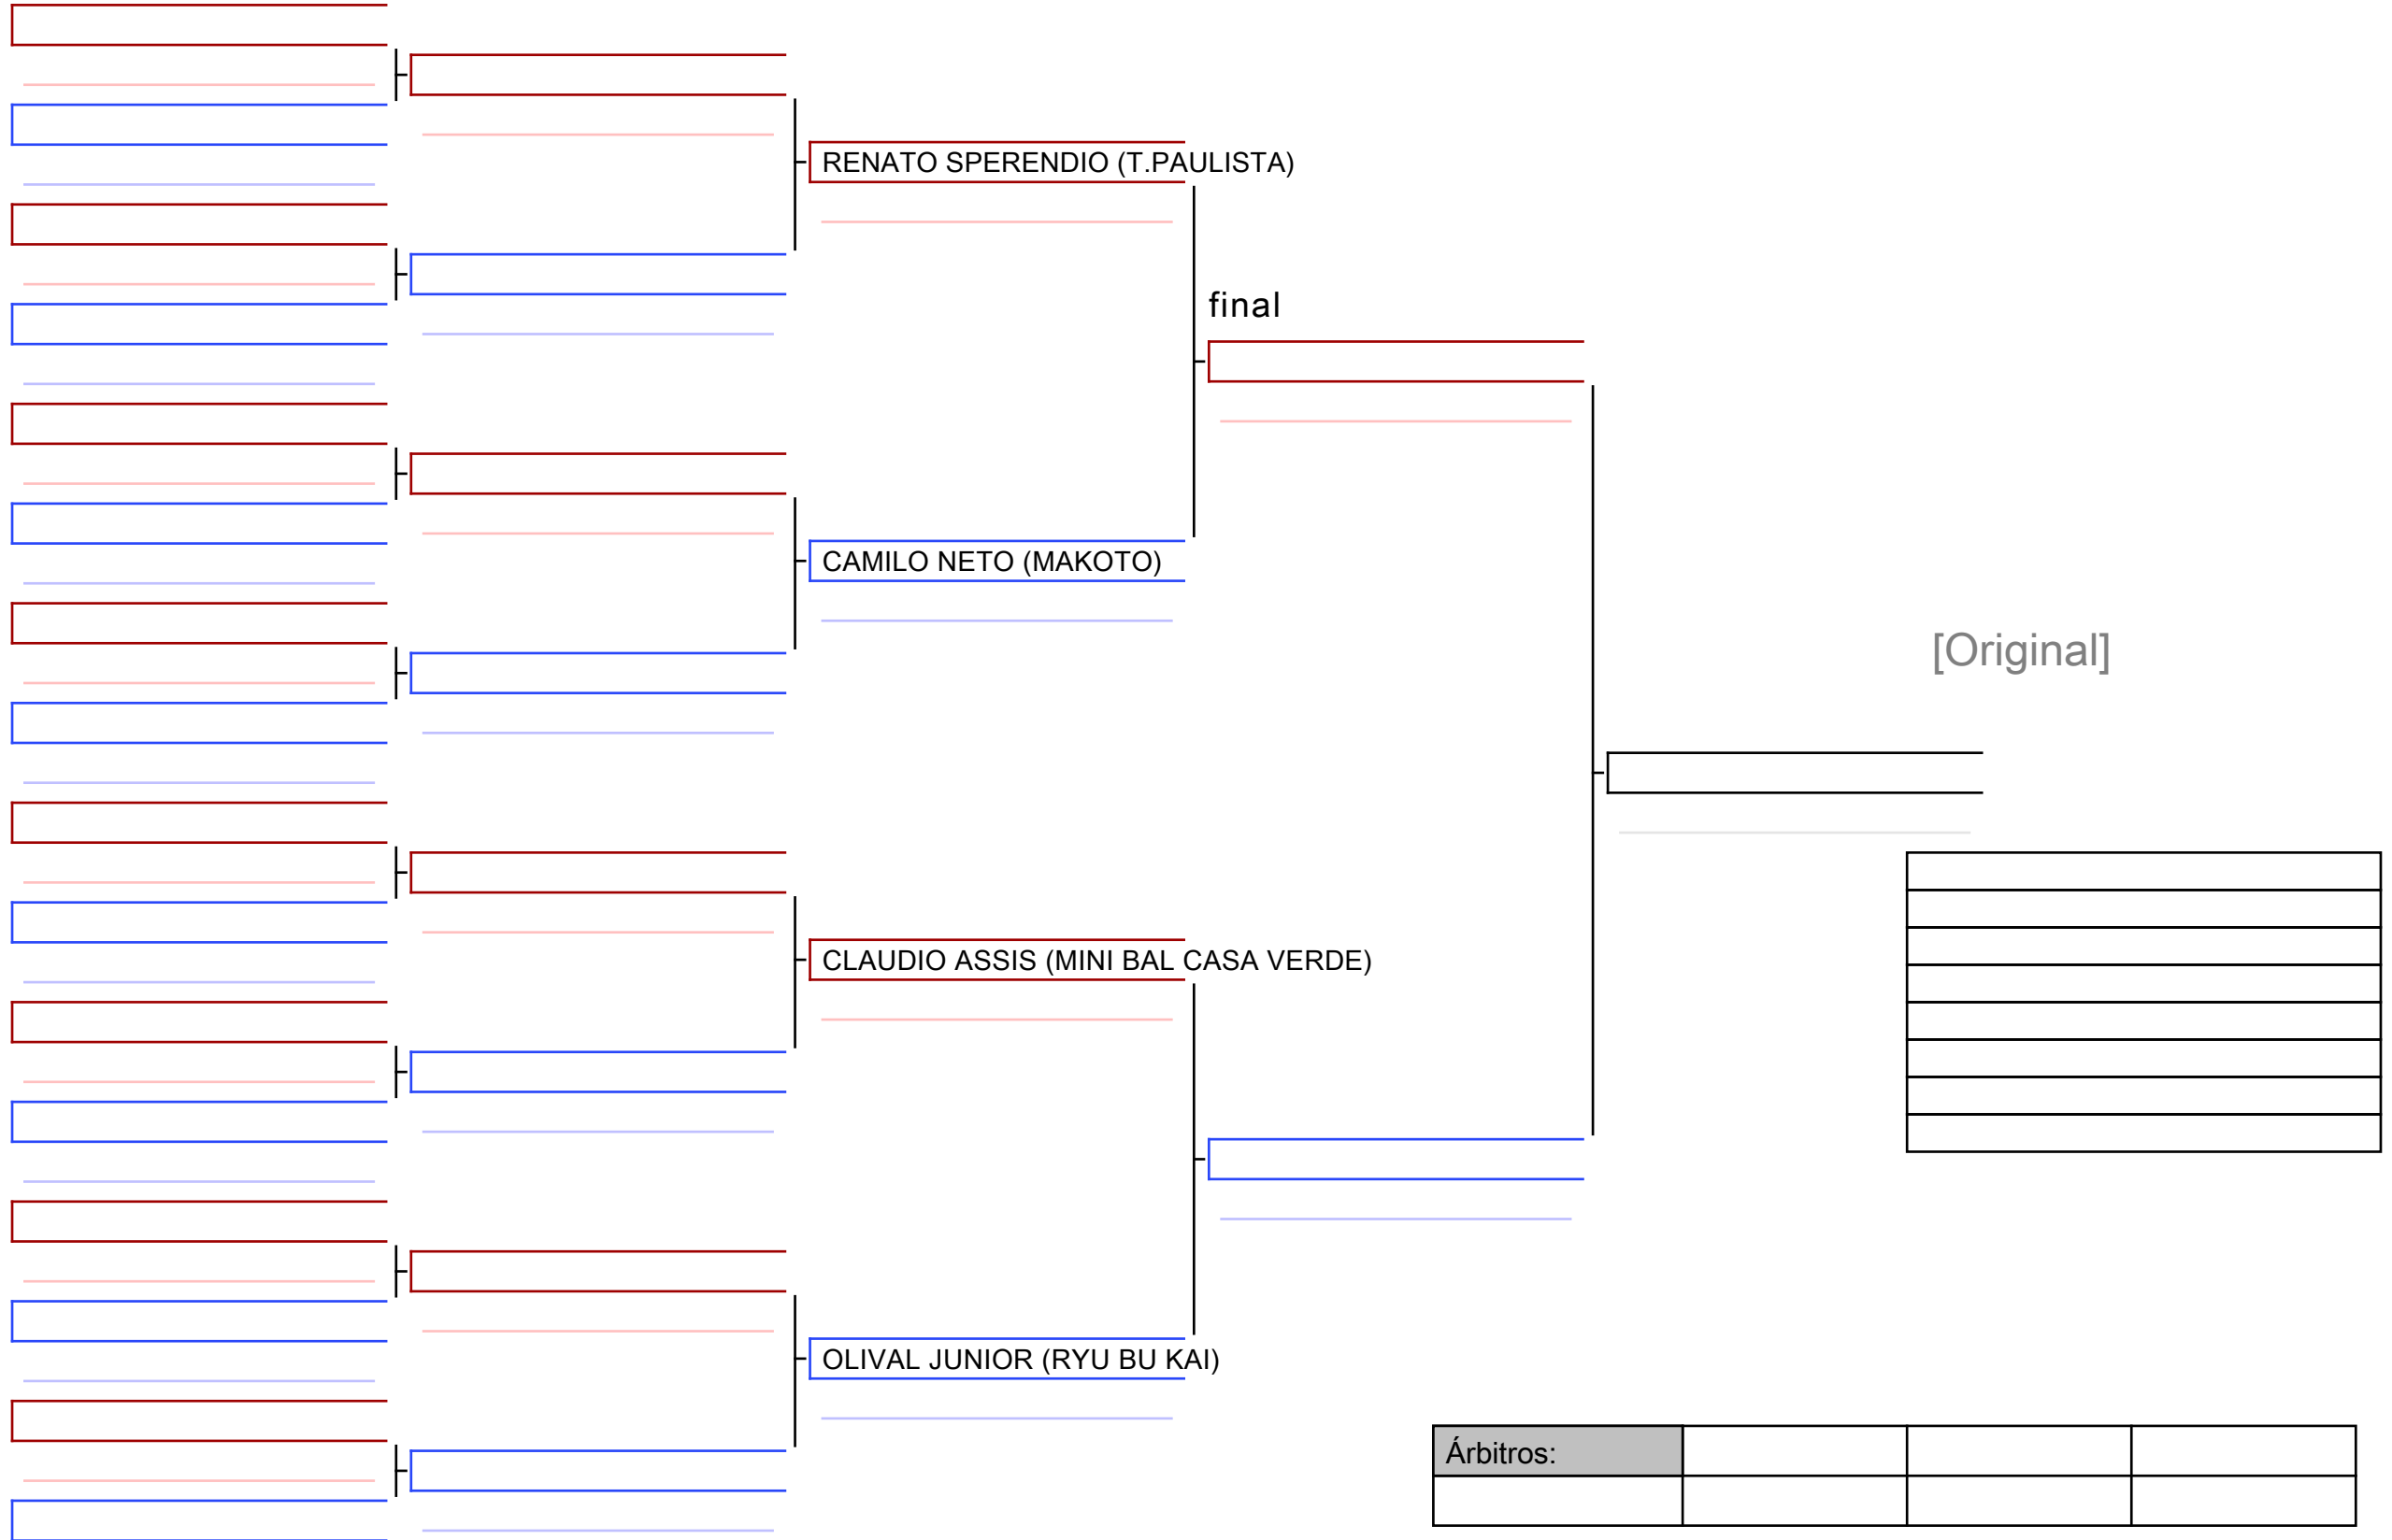 RENATO SPERENDIO (T.PAULISTA)
final
CAMILO NETO (MAKOTO)
[Original]
CLAUDIO ASSIS (MINI BAL CASA VERDE)
OLIVAL JUNIOR (RYU BU KAI)
Árbitros: